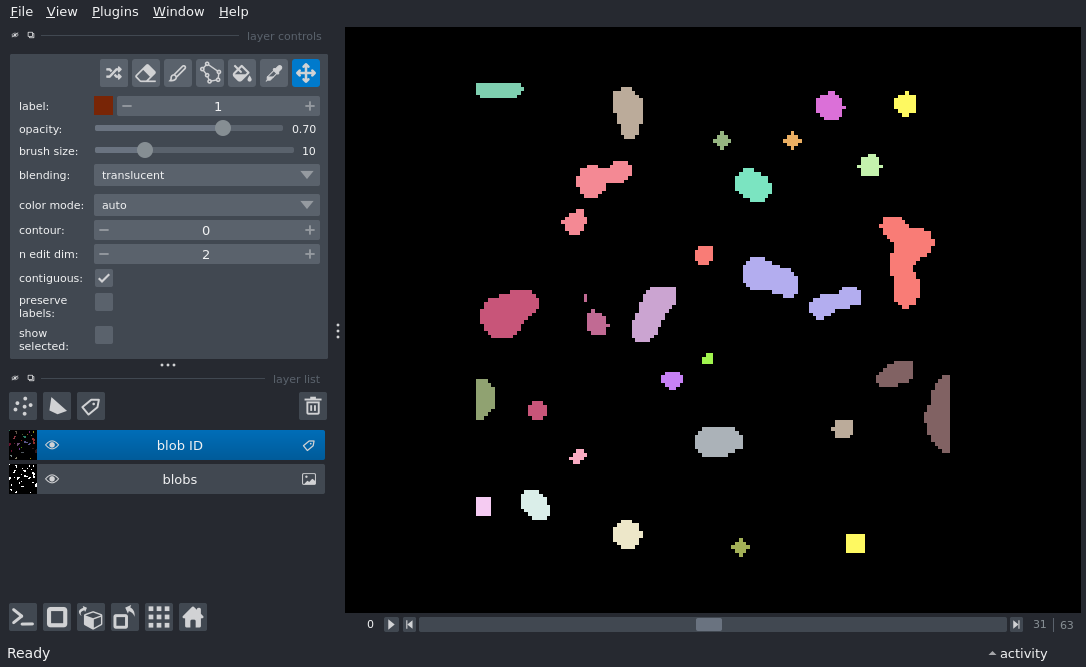 File View Plugins Window Help
layer controls
label: 1
opacity: 0.70
brush size: 10
blending: translucent
color mode: auto
contour: 0
n edit dim: 2
contiguous:
preserve
labels:
show
selected:
layer list
blob ID
blobs
0 31 63
Ready activity